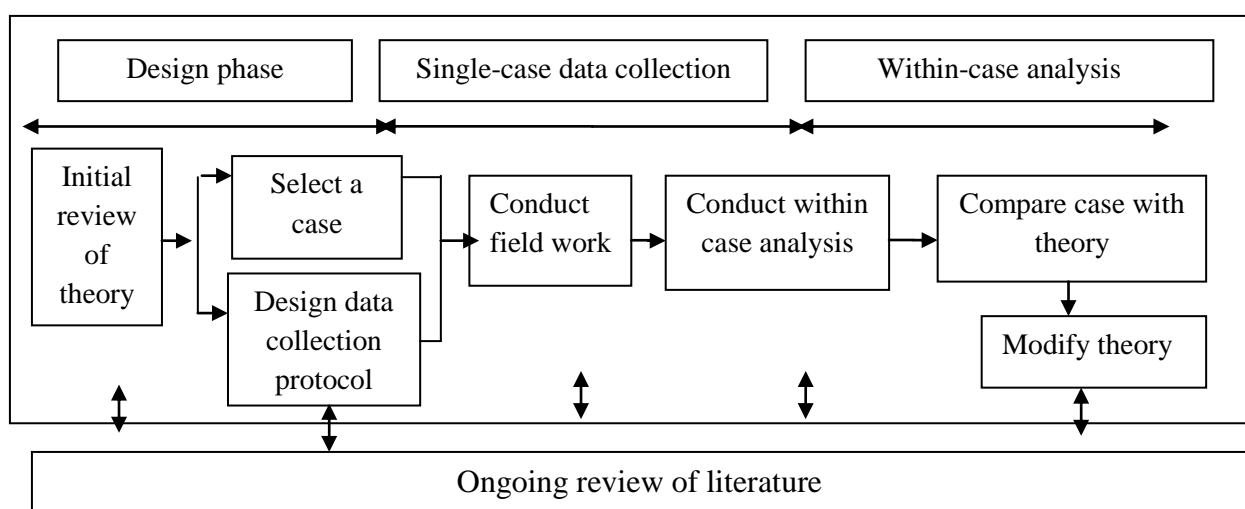 Design phase
Single-case data collection
Within-case analysis
Initial
review
of
theory
Select a
case
Design data
collection
protocol
Conduct
field work
Conduct within
case analysis
Compare case with
theory
Modify theory
Ongoing review of literature